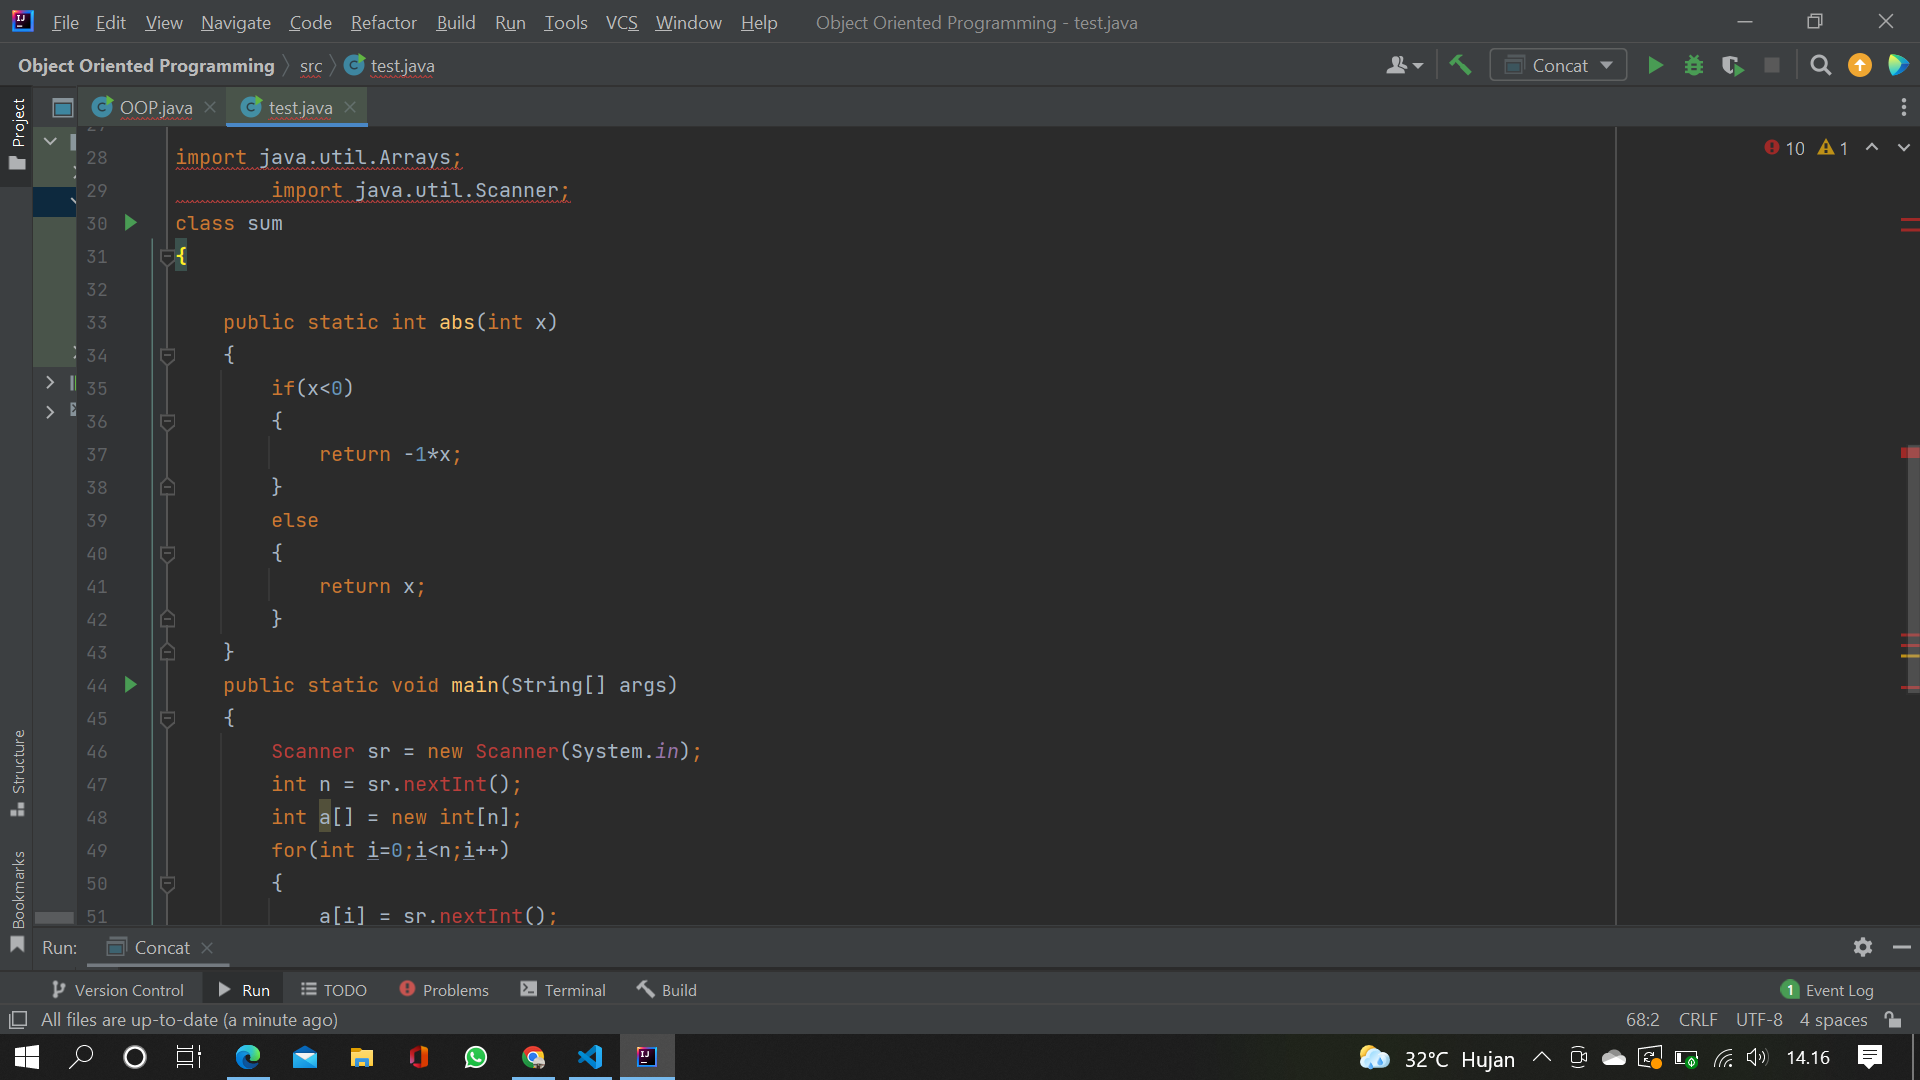 File Edit View Navigate Code Refactor Build Run Tools VCS Window Help Object Oriented Programming - test.java
Object Oriented Programming src test.java
Concat
Project
OOP.java test.java
10 1
28 import java.util.Arrays;
29 import java.util.Scanner;
30 class sum
31 {
32
33 public static int abs(int x)
34 {
35 if(x<0)
36 {
37 return -1*x;
38 }
39 else
40 {
41 return x;
42 }
43 }
44 public static void main(String[] args)
45 {
46 Scanner sr = new Scanner(System.in);
47 int n = sr.nextInt();
48 int a[] = new int[n];
49 for(int i=0;i<n;i++)
50 {
51 a[i] = sr.nextInt();
Structure
Bookmarks
Run: Concat
Version Control Run TODO Problems Terminal Build 1 Event Log
All files are up-to-date (a minute ago) 68:2 CRLF UTF-8 4 spaces
32°C Hujan 14.16